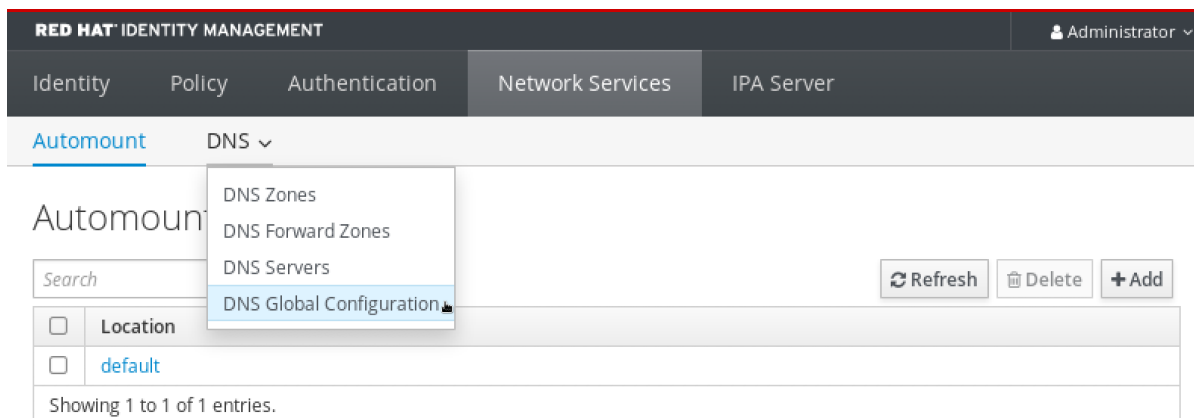 RED HAT® IDENTITY MANAGEMENT
Administrator
Identity Policy Authentication Network Services IPA Server
Automount DNS
DNS Zones
DNS Forward Zones
DNS Servers
DNS Global Configuration
Automoun
Search
Refresh Delete Add
Location
default
Showing 1 to 1 of 1 entries.